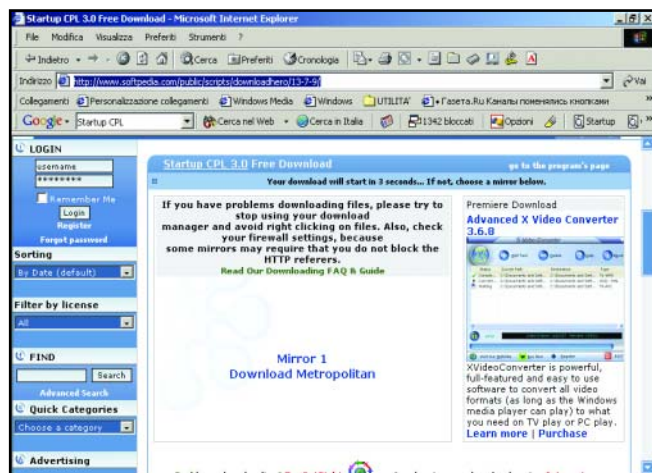 Startup CPL 3.0 Free Download - Microsoft Internet Explorer
File Modifica Visualizza Preferiti Strumenti ?
Indietro Cerca Preferiti Cronologia
Indirizzo http://www.softpedia.com/public/scripts/downloadhero/13-7-9/ Vai
Collegamenti Personalizzazione collegamenti Windows Media Windows UTILITA' Газета.Ru Каналы поменялись кнопками
Google Startup CPL Cerca nel Web Cerca in Italia 1342 bloccati Opzioni Startup
LOGIN
username
********
Remember Me
Login
Register
Forgot password
Sorting
By Date (default)
Filter by license
All
FIND
Search
Advanced Search
Quick Categories
Choose a category
Advertising
Startup CPL 3.0 Free Download go to the program's page
Your download will start in 3 seconds... If not, choose a mirror below.
If you have problems downloading files, please try to
stop using your download
manager and avoid right clicking on files. Also, check
your firewall settings, because
some mirrors may require that you do not block the
HTTP referers.
Read Our Downloading FAQ & Guide
Mirror 1
Download Metropolitan
Premiere Download
Advanced X Video Converter
3.6.8
XVideoConverter is powerful,
full-featured and easy to use
software to convert all video
formats (as long as the Windows
media player can play) to what
you need on TV play or PC play.
Learn more | Purchase